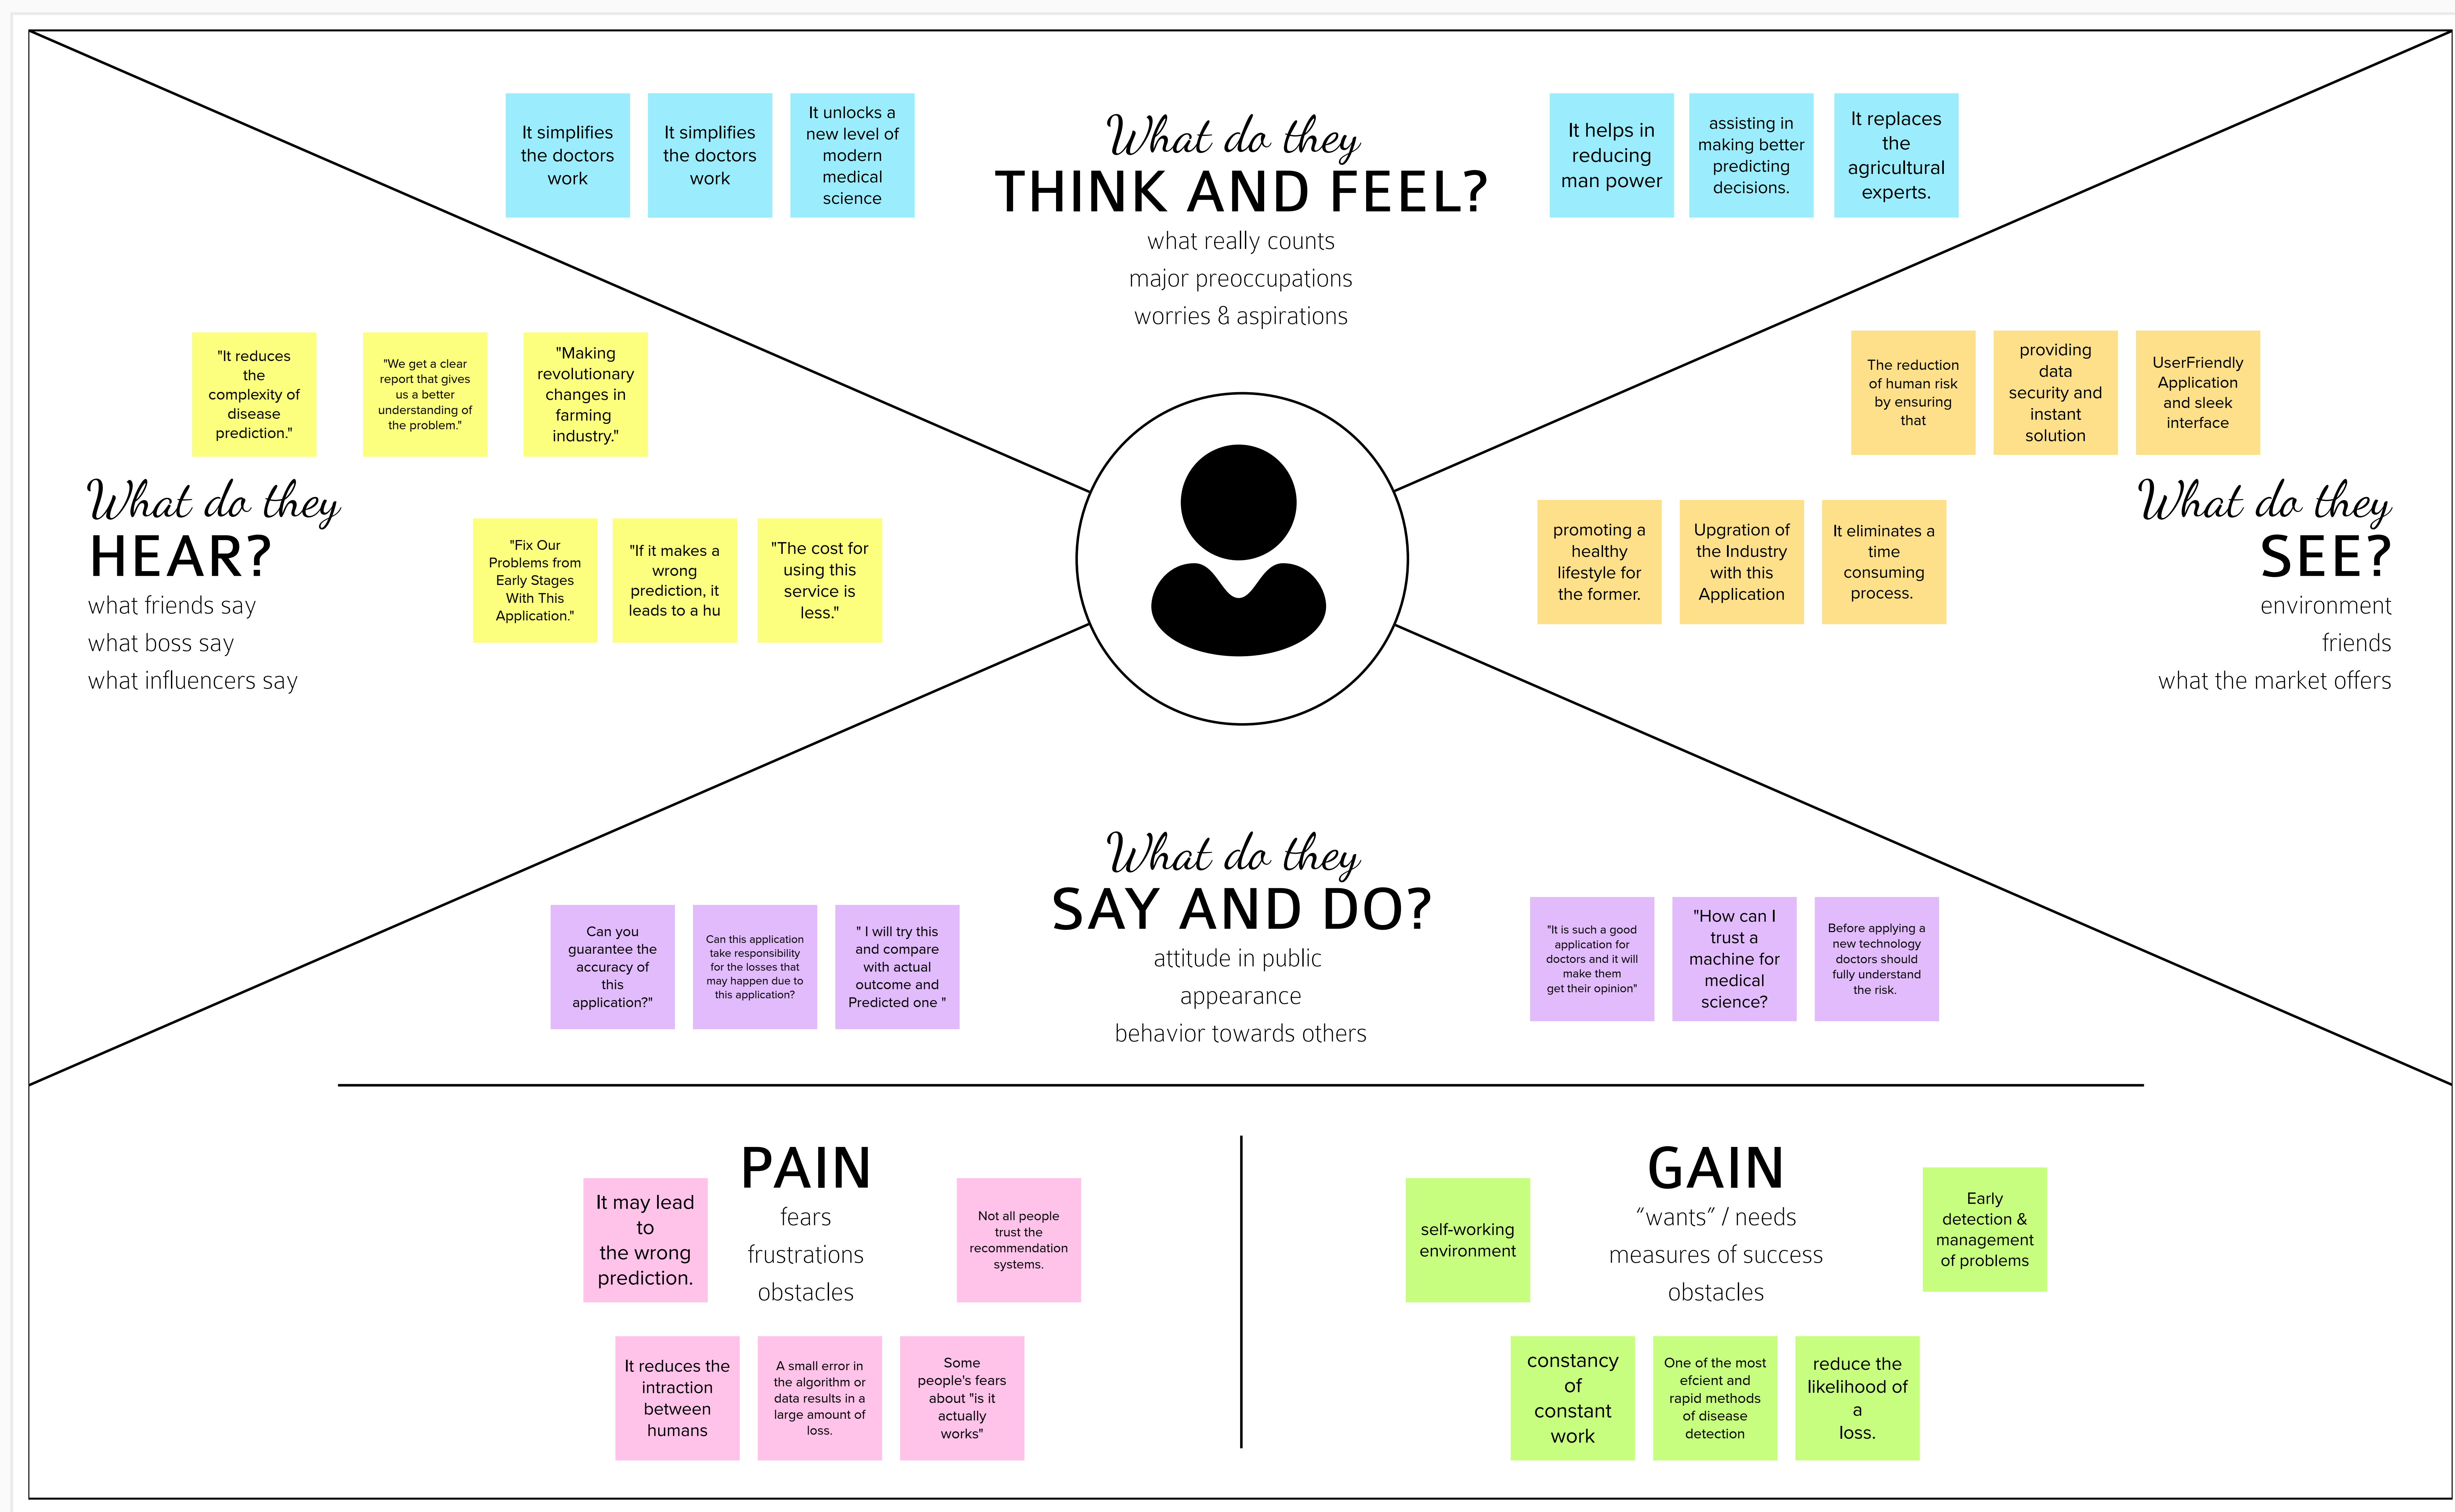 It simplifies
the doctors
work
It simplifies
the doctors
work
It unlocks a
new level of
modern
medical
science
What do they
THINK AND FEEL?
what really counts
major preoccupations
worries & aspirations
It helps in
reducing
man power
assisting in
making better
predicting
decisions.
It replaces
the
agricultural
experts.
"It reduces
the
complexity of
disease
prediction."
"We get a clear
report that gives
us a better
understanding of
the problem."
"Making
revolutionary
changes in
farming
industry."
What do they
HEAR?
what friends say
what boss say
what influencers say
"Fix Our
Problems from
Early Stages
With This
Application."
"If it makes a
wrong
prediction, it
leads to a hu
"The cost for
using this
service is
less."
The reduction
of human risk
by ensuring
that
providing
data
security and
instant
solution
UserFriendly
Application
and sleek
interface
promoting a
healthy
lifestyle for
the former.
Upgration of
the Industry
with this
Application
It eliminates a
time
consuming
process.
What do they
SEE?
environment
friends
what the market offers
What do they
SAY AND DO?
attitude in public
appearance
behavior towards others
Can you
guarantee the
accuracy of
this
application?"
Can this application
take responsibility
for the losses that
may happen due to
this application?
" I will try this
and compare
with actual
outcome and
Predicted one "
"It is such a good
application for
doctors and it will
make them
get their opinion"
"How can I
trust a
machine for
medical
science?
Before applying a
new technology
doctors should
fully understand
the risk.
PAIN
fears
frustrations
obstacles
It may lead
to
the wrong
prediction.
Not all people
trust the
recommendation
systems.
It reduces the
intraction
between
humans
A small error in
the algorithm or
data results in a
large amount of
loss.
Some
people's fears
about "is it
actually
works"
GAIN
“wants” / needs
measures of success
obstacles
self-working
environment
Early
detection &
management
of problems
constancy
of
constant
work
One of the most
efcient and
rapid methods
of disease
detection
reduce the
likelihood of
a
loss.